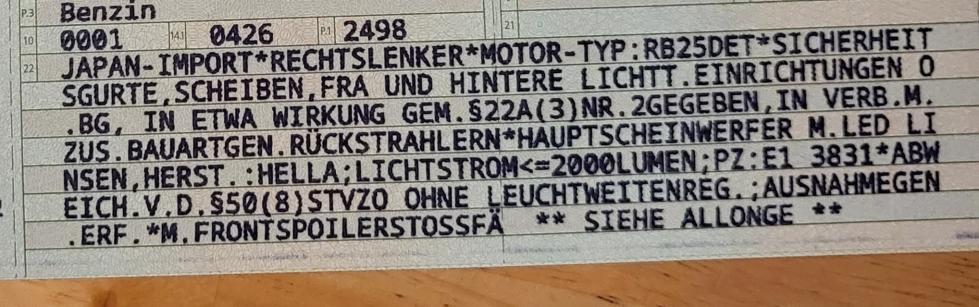 P.3 Benzin
10 0001 14.1 0426 P.1 2498 21
22 JAPAN-IMPORT*RECHTSLENKER*MOTOR-TYP:RB25DET*SICHERHEIT
SGURTE,SCHEIBEN,FRA UND HINTERE LICHTT.EINRICHTUNGEN O
.BG, IN ETWA WIRKUNG GEM.§22A(3)NR.2GEGEBEN,IN VERB.M.
ZUS.BAUARTGEN.RÜCKSTRAHLERN*HAUPTSCHEINWERFER M.LED LI
NSEN,HERST.:HELLA;LICHTSTROM<=2000LUMEN;PZ:E1 3831*ABW
EICH.V.D.§50(8)STVZO OHNE LEUCHTWEITENREG.;AUSNAHMEGEN
.ERF.*M.FRONTSPOILERSTOSSFÄ ** SIEHE ALLONGE **